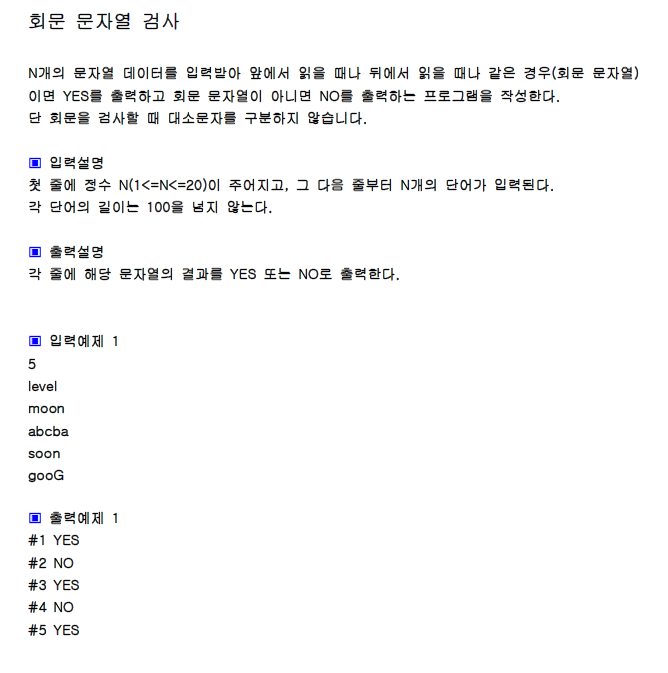 회문 문자열 검사
N개의 문자열 데이터를 입력받아 앞에서 읽을 때나 뒤에서 읽을 때나 같은 경우(회문 문자열)
이면 YES를 출력하고 회문 문자열이 아니면 NO를 출력하는 프로그램을 작성한다.
단 회문을 검사할 때 대소문자를 구분하지 않습니다.
▣ 입력설명
첫 줄에 정수 N(1<=N<=20)이 주어지고, 그 다음 줄부터 N개의 단어가 입력된다.
각 단어의 길이는 100을 넘지 않는다.
▣ 출력설명
각 줄에 해당 문자열의 결과를 YES 또는 NO로 출력한다.
▣ 입력예제 1
5
level
moon
abcba
soon
gooG
▣ 출력예제 1
#1 YES
#2 NO
#3 YES
#4 NO
#5 YES